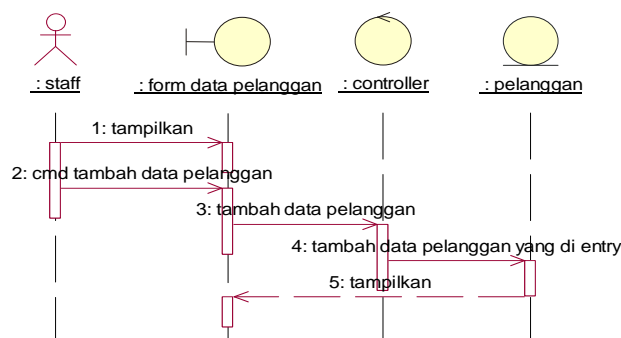 : staff
: form data pelanggan
: controller
: pelanggan
1: tampilkan
2: cmd tambah data pelanggan
3: tambah data pelanggan
4: tambah data pelanggan yang di entry
5: tampilkan